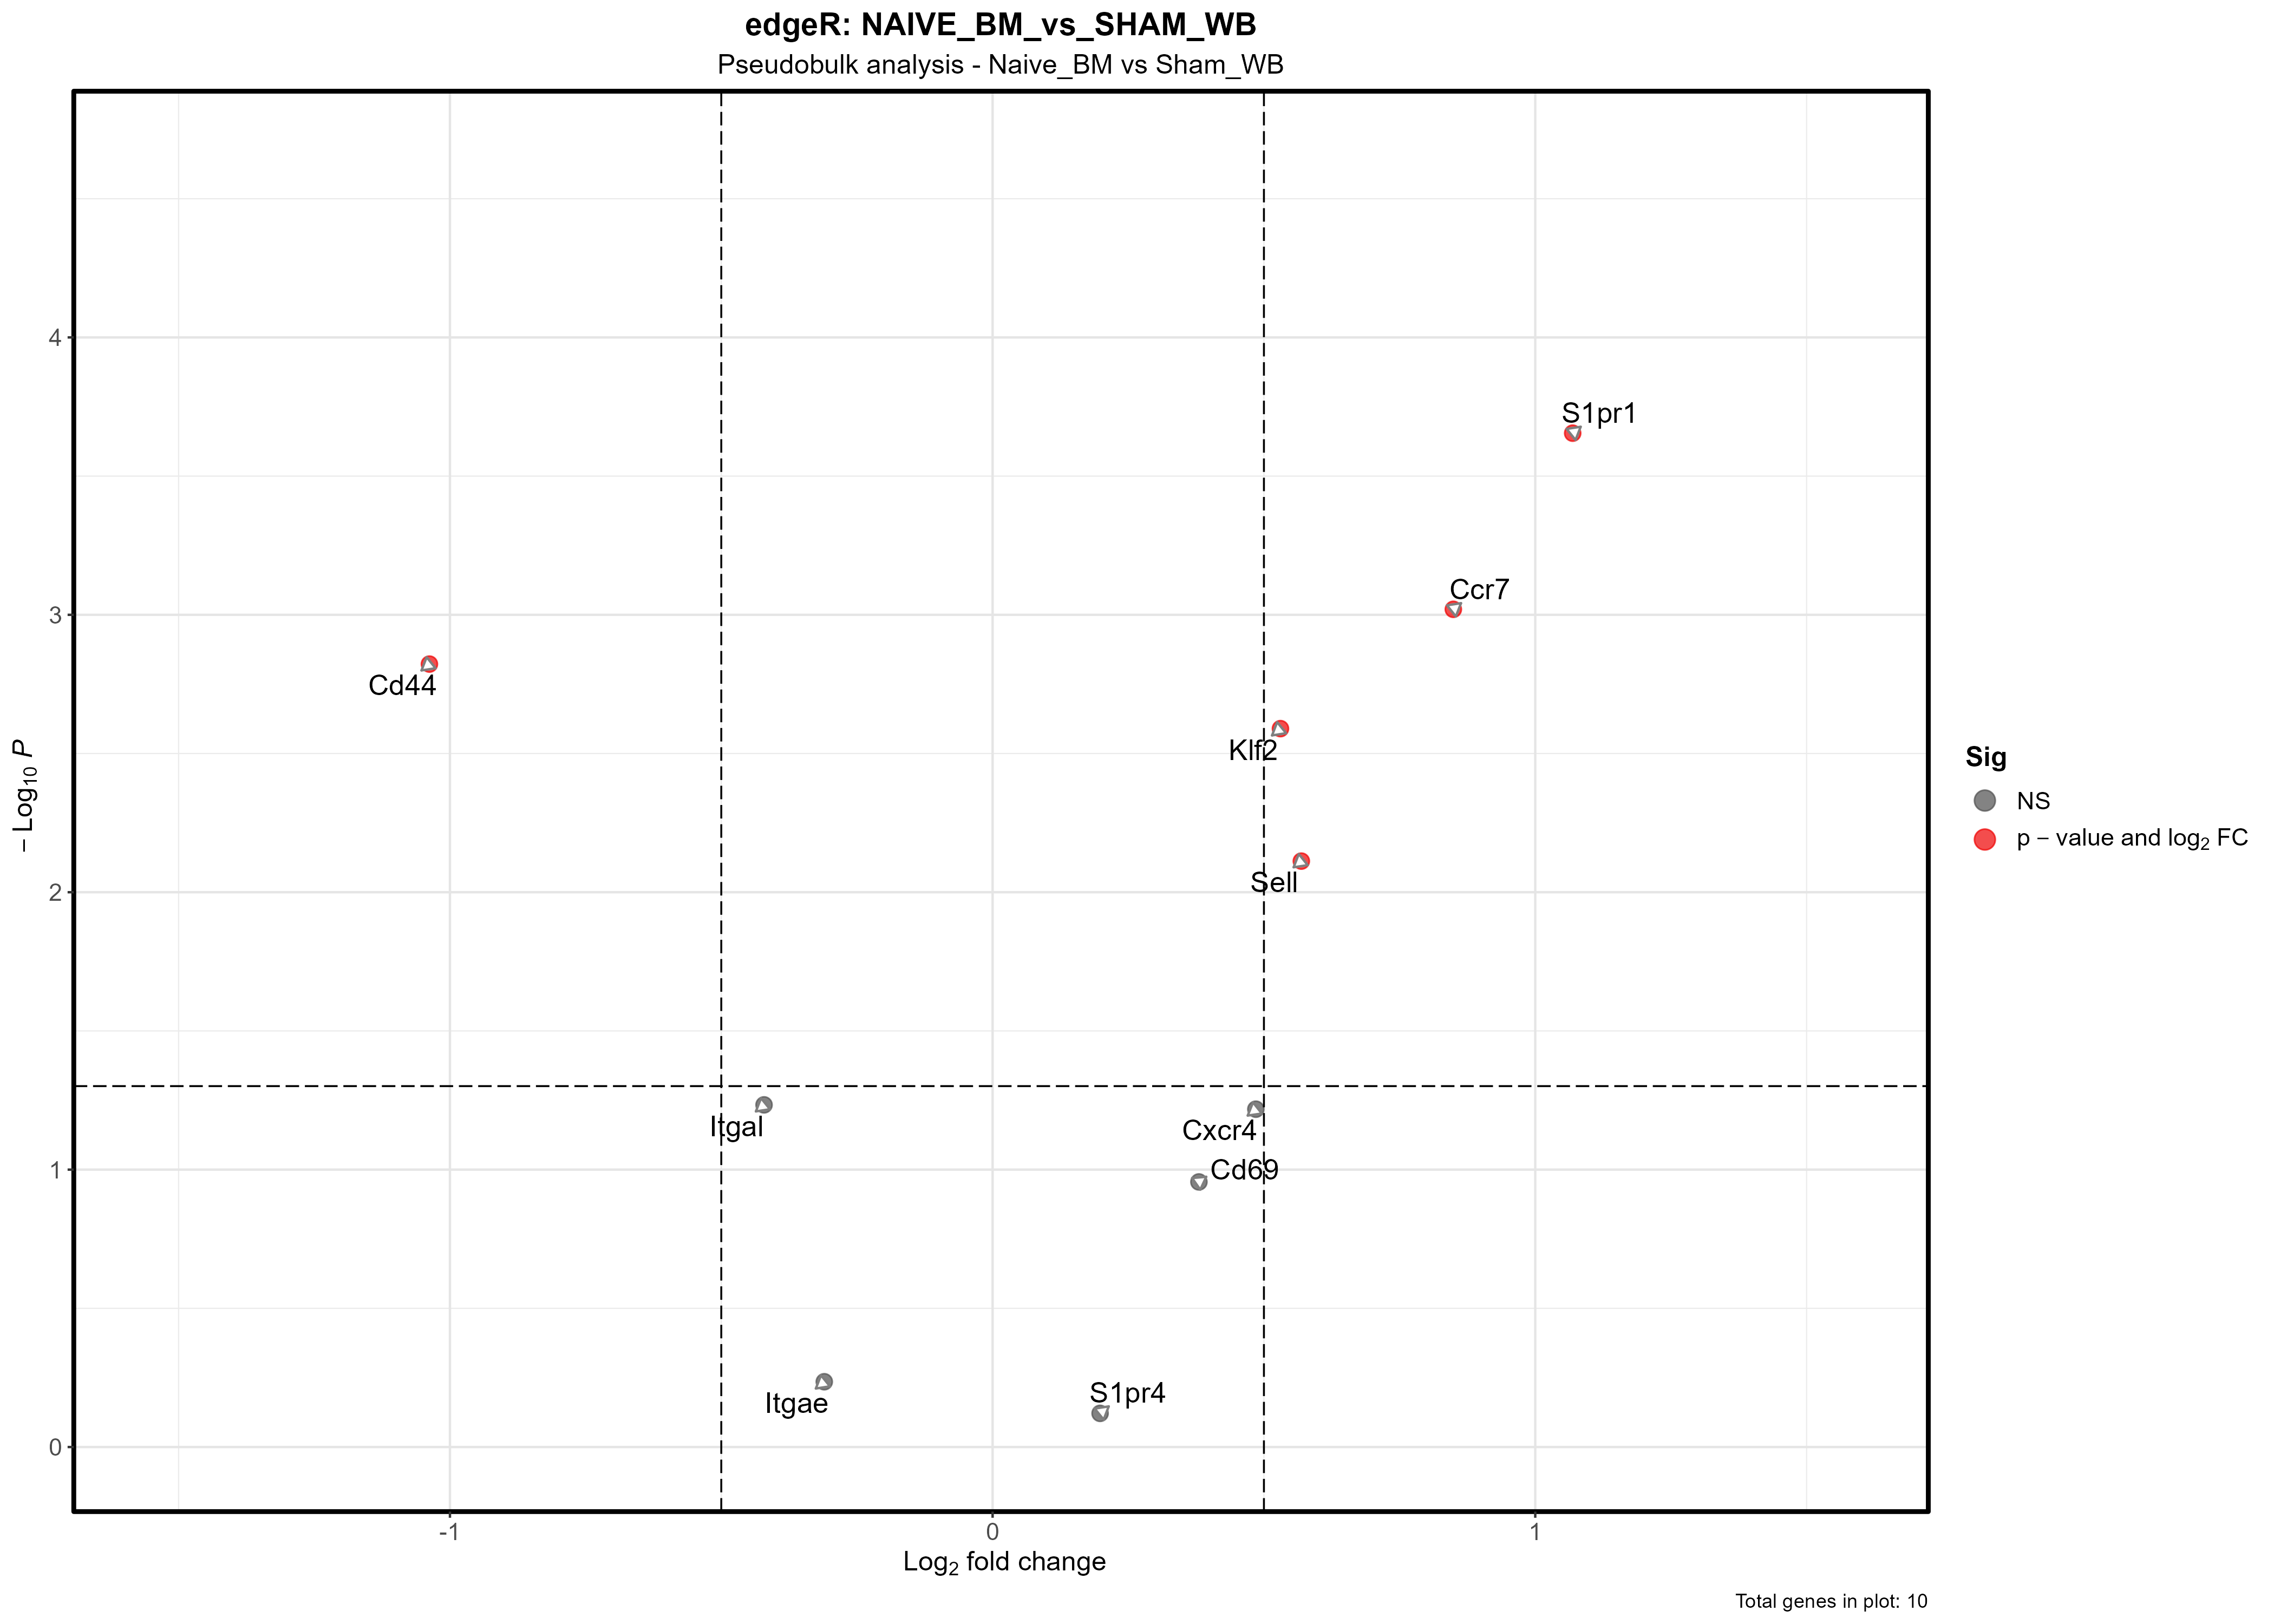 edgeR: NAIVE_BM_vs_SHAM_WB
Pseudobulk analysis - Naive_BM vs Sham_WB
− Log10 P
4
3
2
1
0
S1pr1
Ccr7
Cd44
Klf2
Sell
Itgal
Cxcr4
Cd69
Itgae
S1pr4
-1
0
1
Log2 fold change
Sig
NS
p − value and log2 FC
Total genes in plot: 10